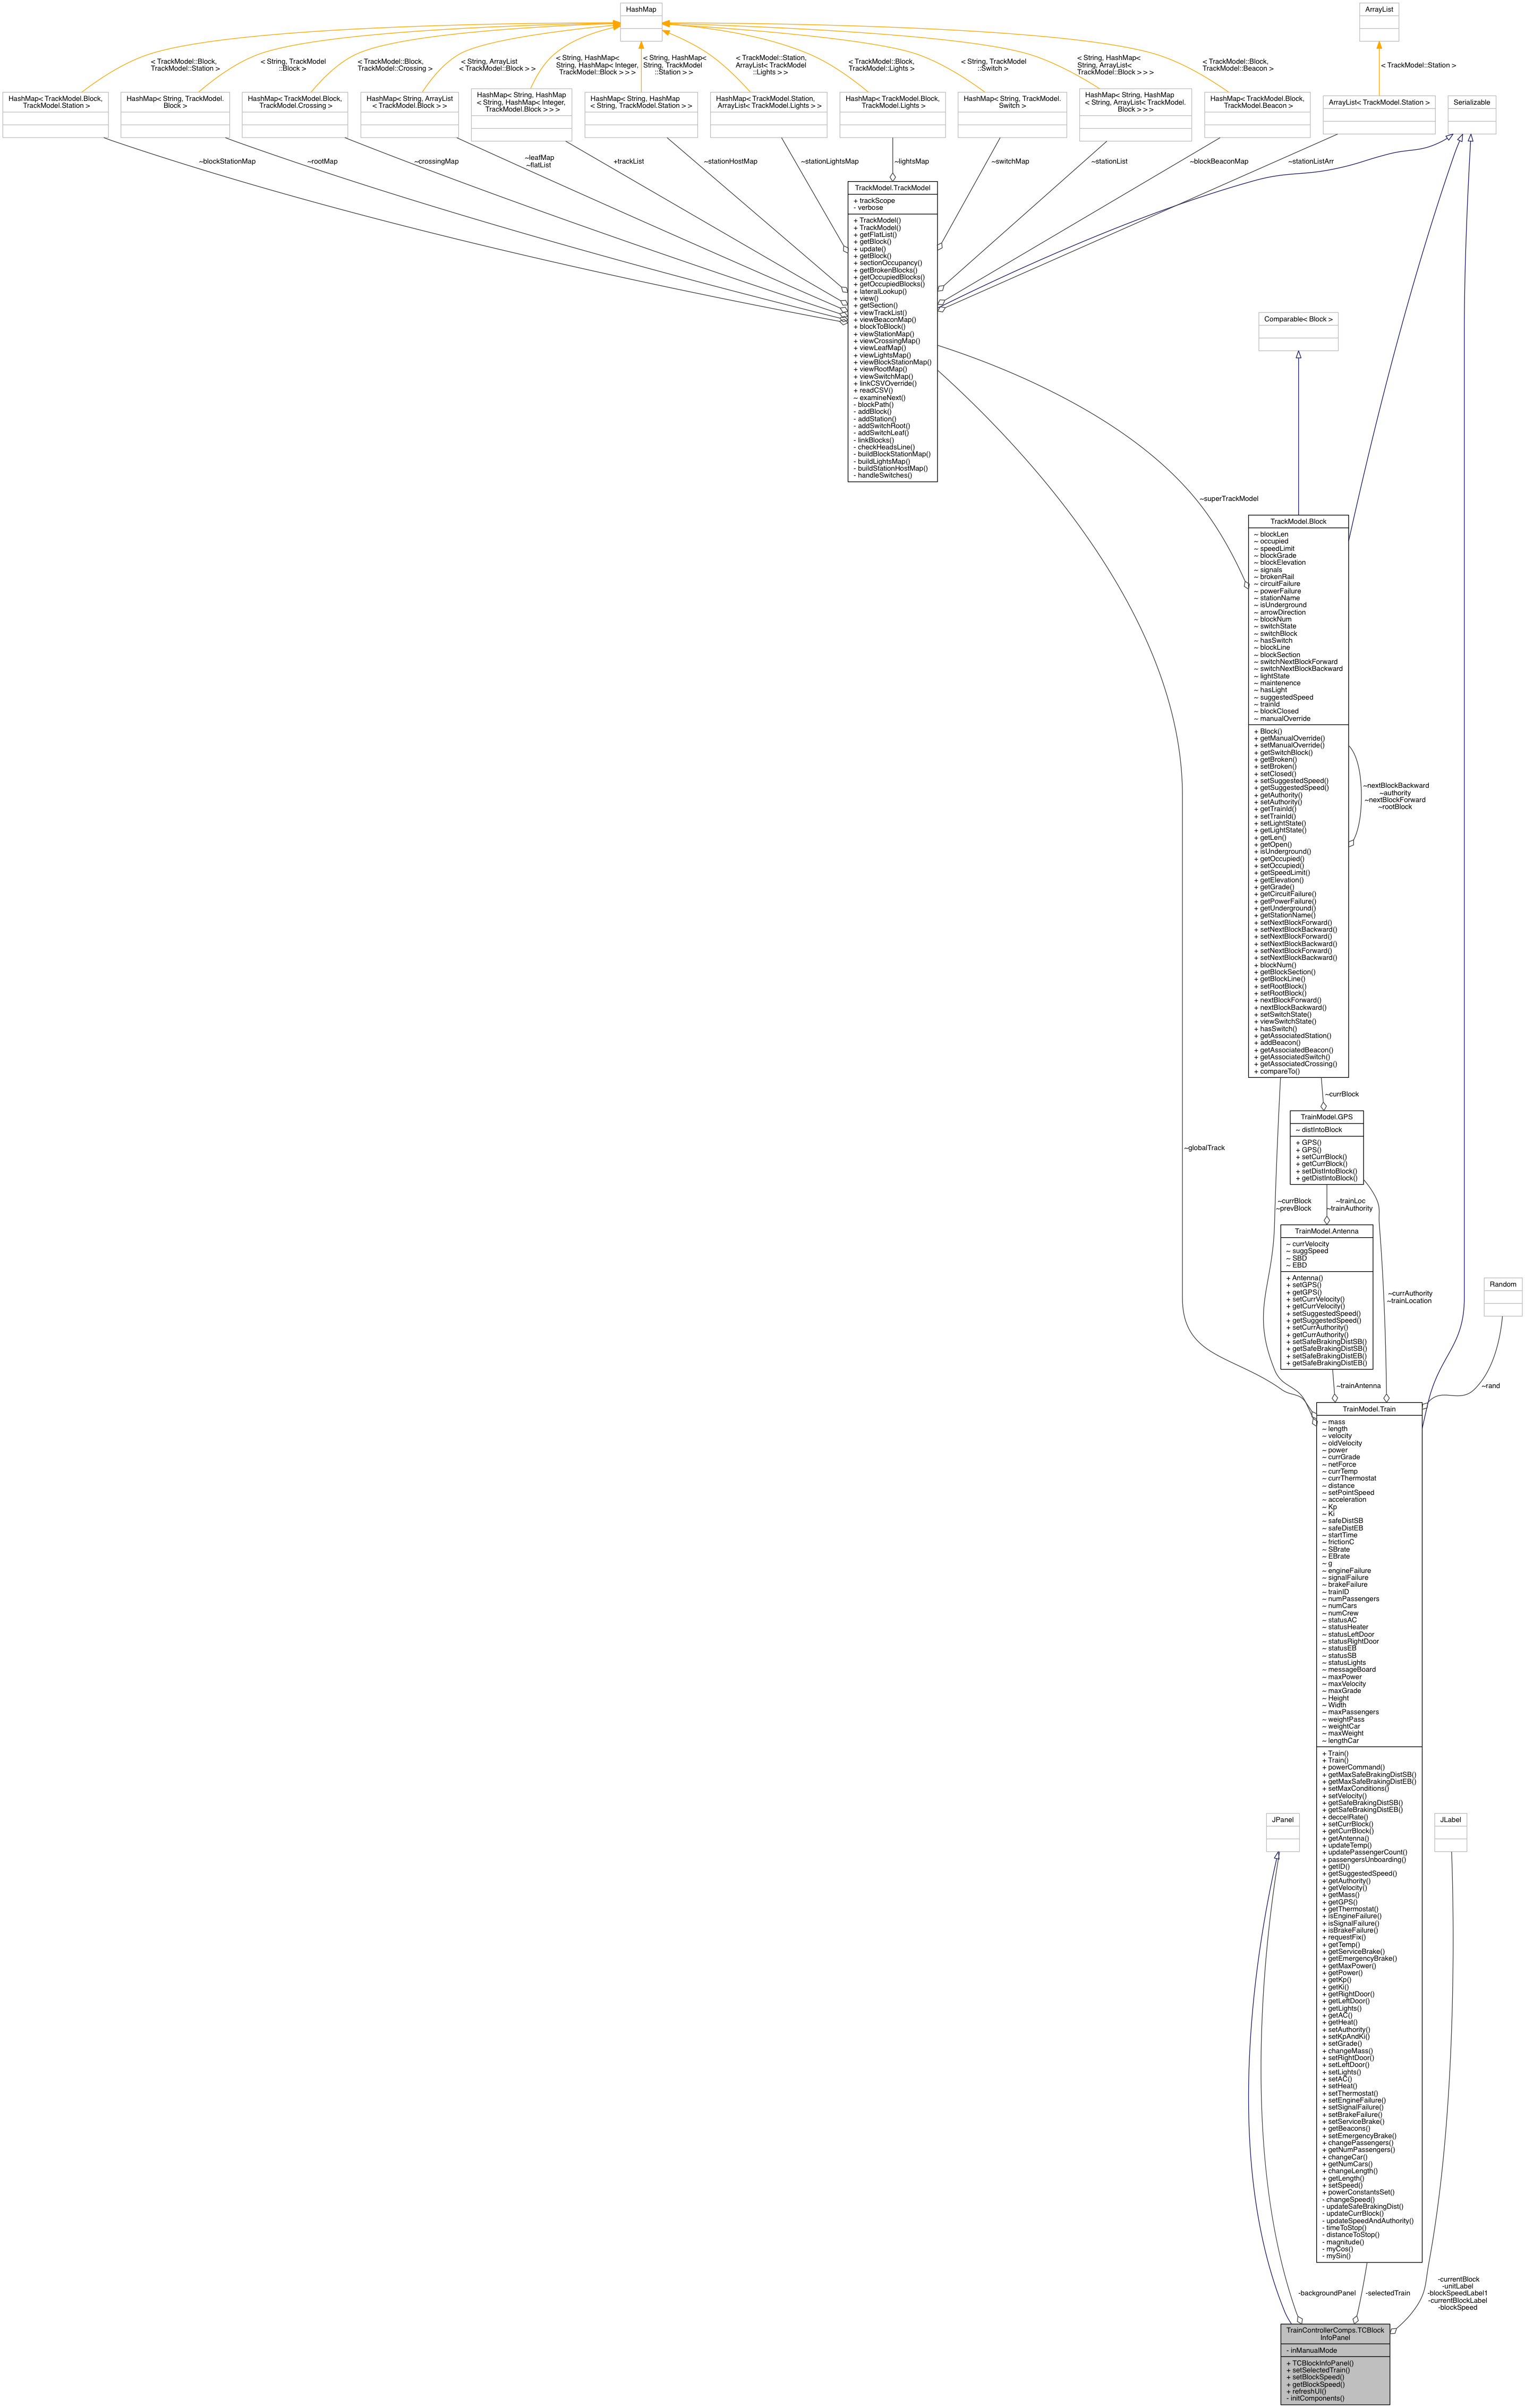 HashMap
ArrayList
< TrackModel::Block,
TrackModel::Station >
< String, TrackModel
::Block >
< TrackModel::Block,
TrackModel::Crossing >
< String, ArrayList
< TrackModel::Block > >
< String, HashMap<
String, HashMap< Integer,
TrackModel::Block > > >
< String, HashMap<
String, TrackModel
::Station > >
< TrackModel::Station,
ArrayList< TrackModel
::Lights > >
< TrackModel::Block,
TrackModel::Lights >
< String, TrackModel
::Switch >
< String, HashMap<
String, ArrayList<
TrackModel::Block > > >
< TrackModel::Block,
TrackModel::Beacon >
< TrackModel::Station >
HashMap< TrackModel.Block,
TrackModel.Station >
HashMap< String, TrackModel.
Block >
HashMap< TrackModel.Block,
TrackModel.Crossing >
HashMap< String, ArrayList
< TrackModel.Block > >
HashMap< String, HashMap
< String, HashMap< Integer,
TrackModel.Block > > >
HashMap< String, HashMap
< String, TrackModel.Station > >
HashMap< TrackModel.Station,
ArrayList< TrackModel.Lights > >
HashMap< TrackModel.Block,
TrackModel.Lights >
HashMap< String, TrackModel.
Switch >
HashMap< String, HashMap
< String, ArrayList< TrackModel.
Block > > >
HashMap< TrackModel.Block,
TrackModel.Beacon >
ArrayList< TrackModel.Station >
Serializable
~blockStationMap
~rootMap
~crossingMap
~leafMap
~flatList
+trackList
~stationHostMap
~stationLightsMap
~lightsMap
~switchMap
~stationList
~blockBeaconMap
~stationListArr
TrackModel.TrackModel
+ trackScope
- verbose
+ TrackModel()
+ TrackModel()
+ getFlatList()
+ getBlock()
+ update()
+ getBlock()
+ sectionOccupancy()
+ getBrokenBlocks()
+ getOccupiedBlocks()
+ getOccupiedBlocks()
+ lateralLookup()
+ view()
+ getSection()
+ viewTrackList()
+ viewBeaconMap()
+ blockToBlock()
+ viewStationMap()
+ viewCrossingMap()
+ viewLeafMap()
+ viewLightsMap()
+ viewBlockStationMap()
+ viewRootMap()
+ viewSwitchMap()
+ linkCSVOverride()
+ readCSV()
~ examineNext()
- blockPath()
- addBlock()
- addStation()
- addSwitchRoot()
- addSwitchLeaf()
- linkBlocks()
- checkHeadsLine()
- buildBlockStationMap()
- buildLightsMap()
- buildStationHostMap()
- handleSwitches()
Comparable< Block >
~superTrackModel
TrackModel.Block
~ blockLen
~ occupied
~ speedLimit
~ blockGrade
~ blockElevation
~ signals
~ brokenRail
~ circuitFailure
~ powerFailure
~ stationName
~ isUnderground
~ arrowDirection
~ blockNum
~ switchState
~ switchBlock
~ hasSwitch
~ blockLine
~ blockSection
~ switchNextBlockForward
~ switchNextBlockBackward
~ lightState
~ maintenence
~ hasLight
~ suggestedSpeed
~ trainId
~ blockClosed
~ manualOverride
+ Block()
+ getManualOverride()
+ setManualOverride()
+ getSwitchBlock()
+ getBroken()
+ setBroken()
+ setClosed()
+ setSuggestedSpeed()
+ getSuggestedSpeed()
+ getAuthority()
+ setAuthority()
+ getTrainId()
+ setTrainId()
+ setLightState()
+ getLightState()
+ getLen()
+ getOpen()
+ isUnderground()
+ getOccupied()
+ setOccupied()
+ getSpeedLimit()
+ getElevation()
+ getGrade()
+ getCircuitFailure()
+ getPowerFailure()
+ getUnderground()
+ getStationName()
+ setNextBlockForward()
+ setNextBlockBackward()
+ setNextBlockForward()
+ setNextBlockBackward()
+ setNextBlockForward()
+ setNextBlockBackward()
+ blockNum()
+ getBlockSection()
+ getBlockLine()
+ setRootBlock()
+ setRootBlock()
+ nextBlockForward()
+ nextBlockBackward()
+ setSwitchState()
+ viewSwitchState()
+ hasSwitch()
+ getAssociatedStation()
+ addBeacon()
+ getAssociatedBeacon()
+ getAssociatedSwitch()
+ getAssociatedCrossing()
+ compareTo()
~nextBlockBackward
~authority
~nextBlockForward
~rootBlock
~currBlock
~globalTrack
TrainModel.GPS
~ distIntoBlock
+ GPS()
+ GPS()
+ setCurrBlock()
+ getCurrBlock()
+ setDistIntoBlock()
+ getDistIntoBlock()
~currBlock
~prevBlock
~trainLoc
~trainAuthority
TrainModel.Antenna
~ currVelocity
~ suggSpeed
~ SBD
~ EBD
+ Antenna()
+ setGPS()
+ getGPS()
+ setCurrVelocity()
+ getCurrVelocity()
+ setSuggestedSpeed()
+ getSuggestedSpeed()
+ setCurrAuthority()
+ getCurrAuthority()
+ setSafeBrakingDistSB()
+ getSafeBrakingDistSB()
+ setSafeBrakingDistEB()
+ getSafeBrakingDistEB()
~currAuthority
~trainLocation
Random
~trainAntenna
~rand
TrainModel.Train
~ mass
~ length
~ velocity
~ oldVelocity
~ power
~ currGrade
~ netForce
~ currTemp
~ currThermostat
~ distance
~ setPointSpeed
~ acceleration
~ Kp
~ Ki
~ safeDistSB
~ safeDistEB
~ startTime
~ frictionC
~ SBrate
~ EBrate
~ g
~ engineFailure
~ signalFailure
~ brakeFailure
~ trainID
~ numPassengers
~ numCars
~ numCrew
~ statusAC
~ statusHeater
~ statusLeftDoor
~ statusRightDoor
~ statusEB
~ statusSB
~ statusLights
~ messageBoard
~ maxPower
~ maxVelocity
~ maxGrade
~ Height
~ Width
~ maxPassengers
~ weightPass
~ weightCar
~ maxWeight
~ lengthCar
+ Train()
+ Train()
+ powerCommand()
+ getMaxSafeBrakingDistSB()
+ getMaxSafeBrakingDistEB()
+ setMaxConditions()
+ setVelocity()
+ getSafeBrakingDistSB()
+ getSafeBrakingDistEB()
+ deccelRate()
+ setCurrBlock()
+ getCurrBlock()
+ getAntenna()
+ updateTemp()
+ updatePassengerCount()
+ passengersUnboarding()
+ getID()
+ getSuggestedSpeed()
+ getAuthority()
+ getVelocity()
+ getMass()
+ getGPS()
+ getThermostat()
+ isEngineFailure()
+ isSignalFailure()
+ isBrakeFailure()
+ requestFix()
+ getTemp()
+ getServiceBrake()
+ getEmergencyBrake()
+ getMaxPower()
+ getPower()
+ getKp()
+ getKi()
+ getRightDoor()
+ getLeftDoor()
+ getLights()
+ getAC()
+ getHeat()
+ setAuthority()
+ setKpAndKi()
+ setGrade()
+ changeMass()
+ setRightDoor()
+ setLeftDoor()
+ setLights()
+ setAC()
+ setHeat()
+ setThermostat()
+ setEngineFailure()
+ setSignalFailure()
+ setBrakeFailure()
+ setServiceBrake()
+ getBeacons()
+ setEmergencyBrake()
+ changePassengers()
+ getNumPassengers()
+ changeCar()
+ getNumCars()
+ changeLength()
+ getLength()
+ setSpeed()
+ powerConstantsSet()
- changeSpeed()
- updateSafeBrakingDist()
- updateCurrBlock()
- updateSpeedAndAuthority()
- timeToStop()
- distanceToStop()
- magnitude()
- myCos()
- mySin()
JPanel
JLabel
-backgroundPanel
-selectedTrain
-currentBlock
-unitLabel
-blockSpeedLabel1
-currentBlockLabel
-blockSpeed
TrainControllerComps.TCBlock
InfoPanel
- inManualMode
+ TCBlockInfoPanel()
+ setSelectedTrain()
+ setBlockSpeed()
+ getBlockSpeed()
+ refreshUI()
- initComponents()